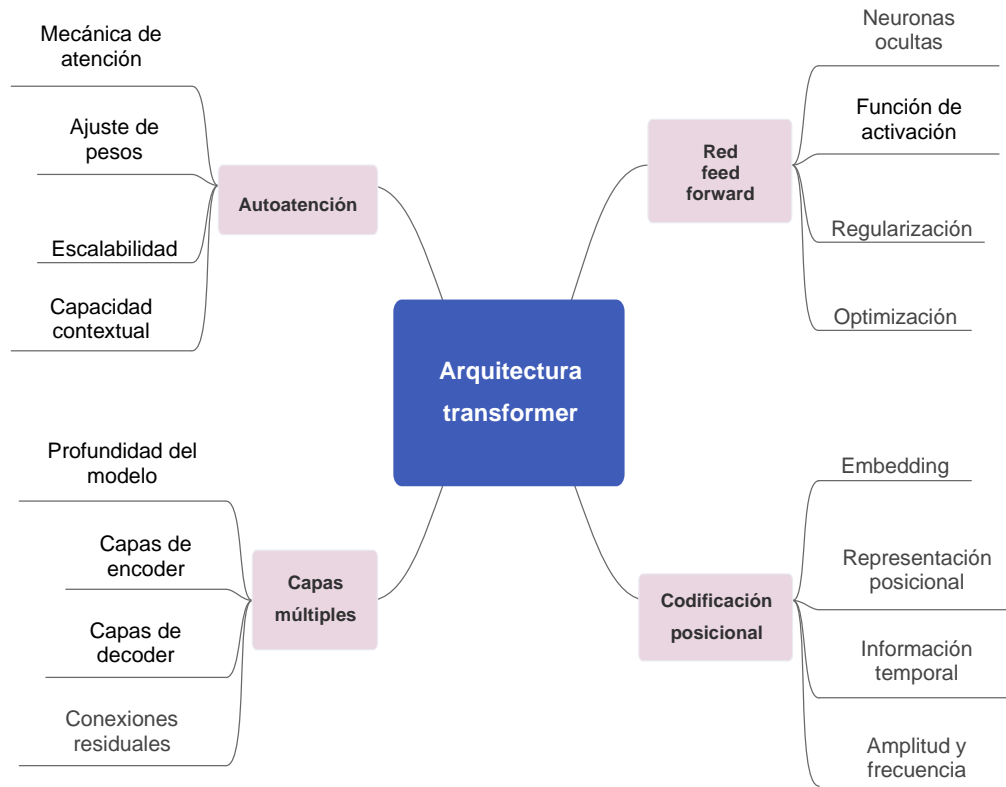 Mecánica de
atención
Ajuste de
pesos
Autoatención
Escalabilidad
Capacidad
contextual
Neuronas
ocultas
Función de
activación
Red
feed
forward
Regularización
Optimización
Arquitectura
transformer
Profundidad del
modelo
Capas de
encoder
Capas
múltiples
Capas de
decoder
Conexiones
residuales
Embedding
Representación
posicional
Codificación
posicional
Información
temporal
Amplitud y
frecuencia